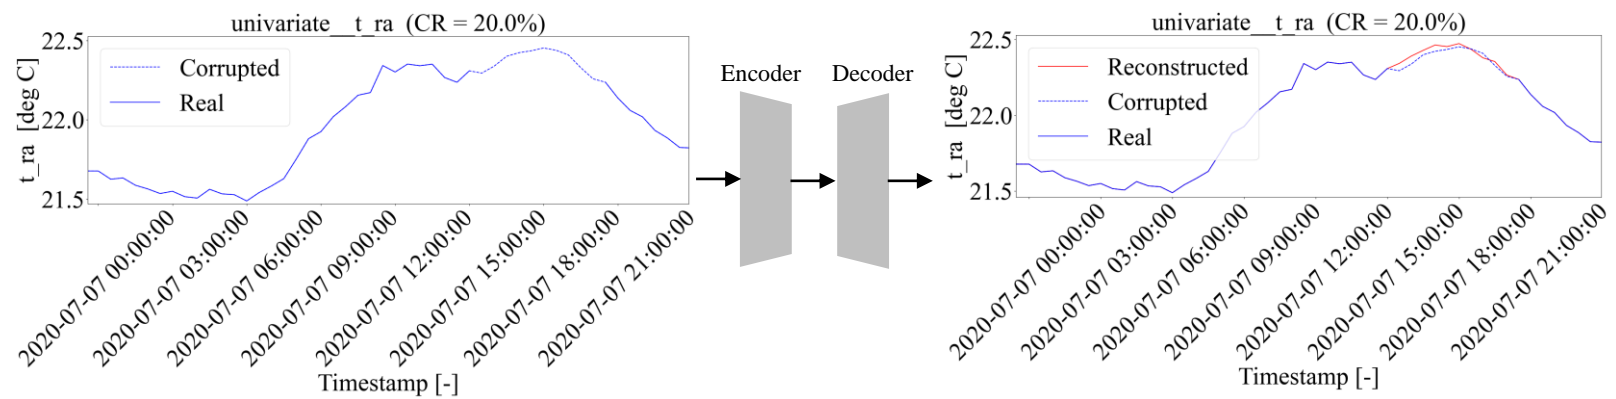 univariate__t_ra (CR = 20.0%)
22.5
22.0
21.5
t_ra [deg C]
Corrupted
Real
2020-07-07 00:00:00
2020-07-07 03:00:00
2020-07-07 06:00:00
2020-07-07 09:00:00
2020-07-07 12:00:00
2020-07-07 15:00:00
2020-07-07 18:00:00
2020-07-07 21:00:00
Timestamp [-]
Encoder
Decoder
univariate__t_ra (CR = 20.0%)
22.5
22.0
21.5
t_ra [deg C]
Reconstructed
Corrupted
Real
2020-07-07 00:00:00
2020-07-07 03:00:00
2020-07-07 06:00:00
2020-07-07 09:00:00
2020-07-07 12:00:00
2020-07-07 15:00:00
2020-07-07 18:00:00
2020-07-07 21:00:00
Timestamp [-]